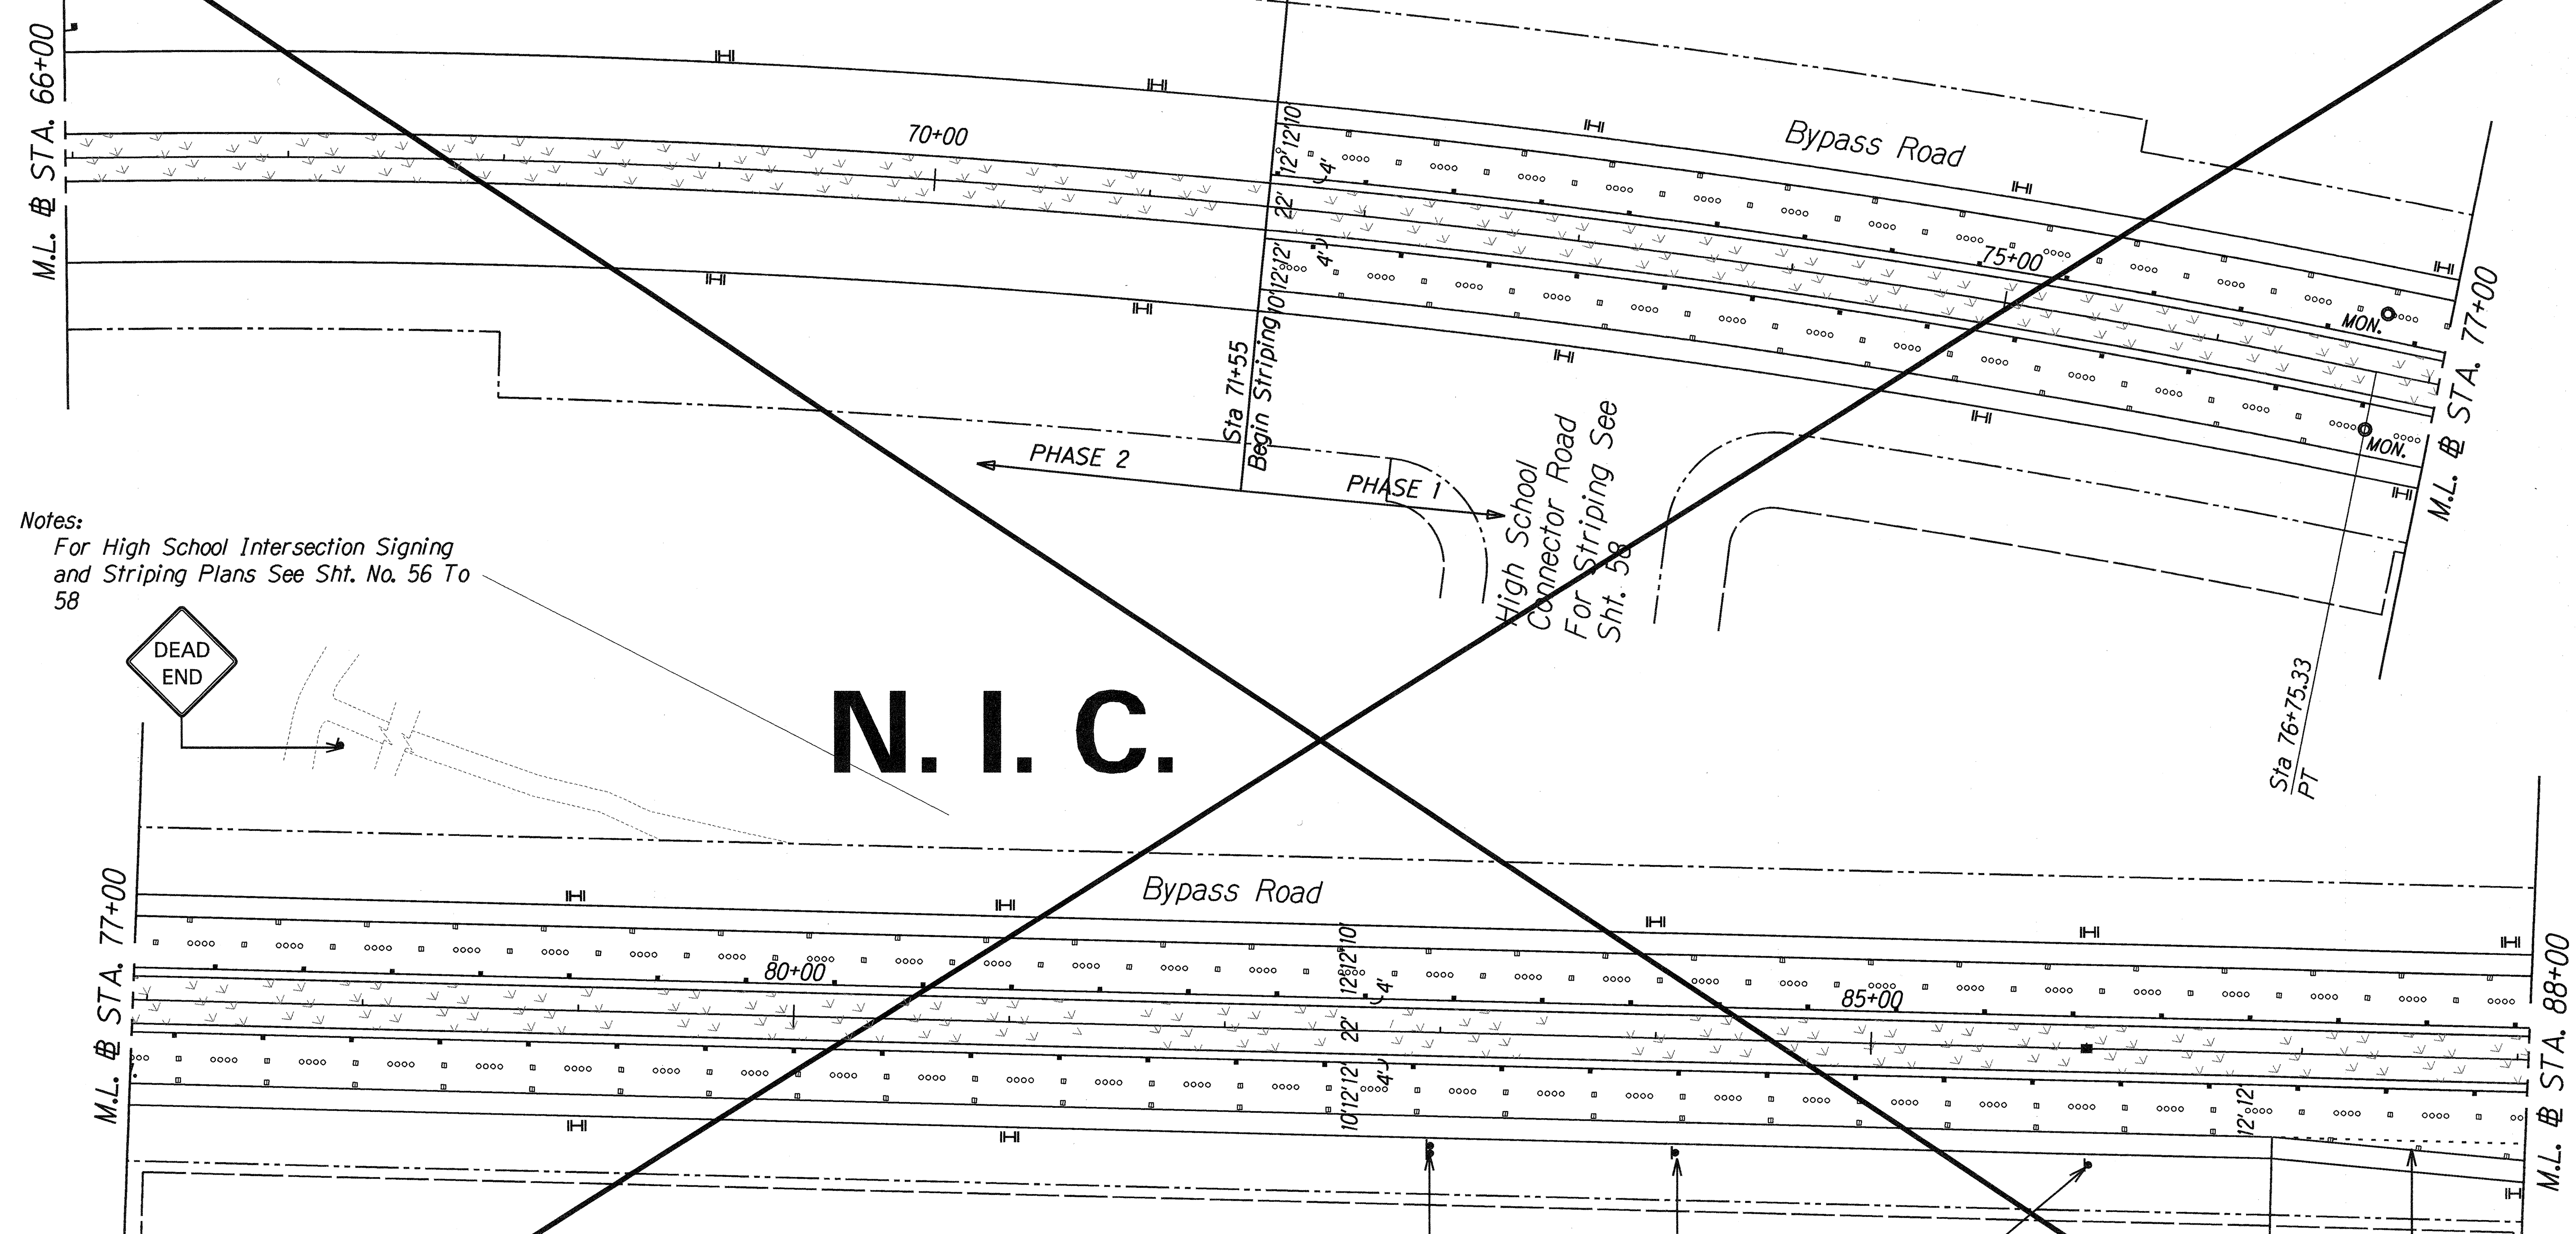 M.L. BL STA. 66+00
70+00
10'
12'
12'
4'
22'
4'
12'
12'
10'
Sta 71+55
Begin Striping
Bypass Road
75+00
MON.
MON.
M.L. BL STA. 77+00
PHASE 2
PHASE 1
High School
Connector Road
For Striping See
Sht. 58
Sta 76+75.33
PT
Notes:
For High School Intersection Signing
and Striping Plans See Sht. No. 56 To
58
DEAD
END
N. I. C.
M.L. BL STA. 77+00
Bypass Road
80+00
10'
12'
12'
4'
22'
4'
12'
12'
10'
85+00
12'
12'
M.L. BL STA. 88+00